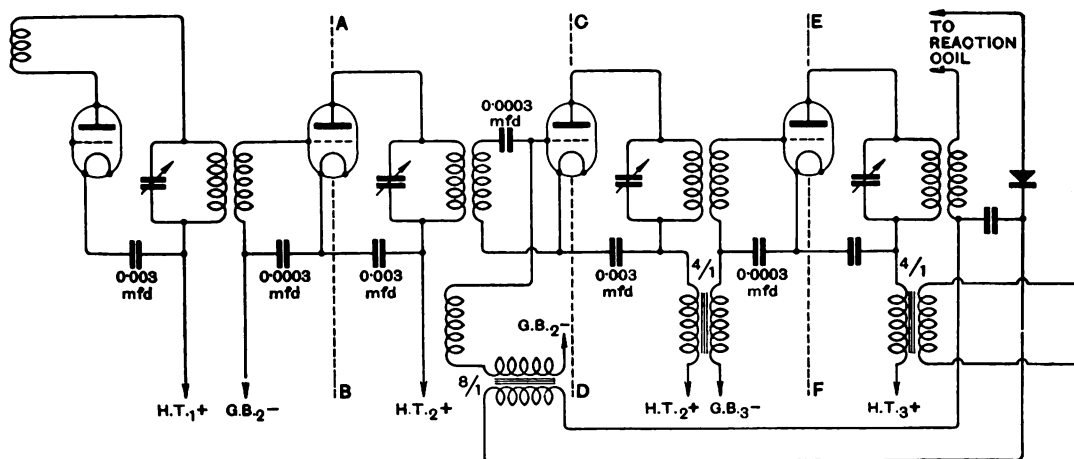 A
C
E
TO
REACTION
COIL
0·0003
mfd
0·003
mfd
0·0003
mfd
0·003
mfd
0·003
mfd
4/1
0·0003
mfd
4/1
G.B.2−
8/1
B
D
F
H.T.1+
G.B.2−
H.T.2+
H.T.2+
G.B.3−
H.T.3+